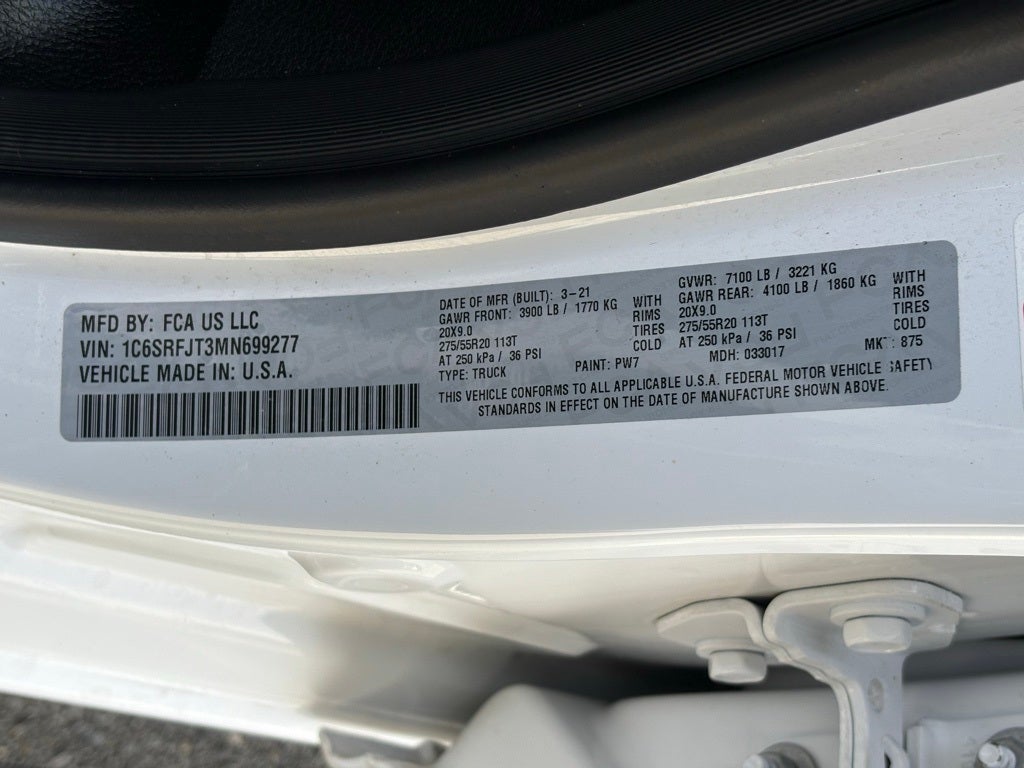 MFD BY: FCA US LLC
VIN: 1C6SRFJT3MN699277
VEHICLE MADE IN: U.S.A.
DATE OF MFR (BUILT): 3-21
GAWR FRONT: 3900 LB / 1770 KG WITH
20X9.0 RIMS
275/55R20 113T TIRES
AT 250 kPa / 36 PSI COLD
TYPE: TRUCK PAINT: PW7
GVWR: 7100 LB / 3221 KG
GAWR REAR: 4100 LB / 1860 KG WITH
20X9.0 RIMS
275/55R20 113T TIRES
AT 250 kPa / 36 PSI COLD
MDH: 033017 MKT: 875
THIS VEHICLE CONFORMS TO ALL APPLICABLE U.S.A. FEDERAL MOTOR VEHICLE SAFETY
STANDARDS IN EFFECT ON THE DATE OF MANUFACTURE SHOWN ABOVE.